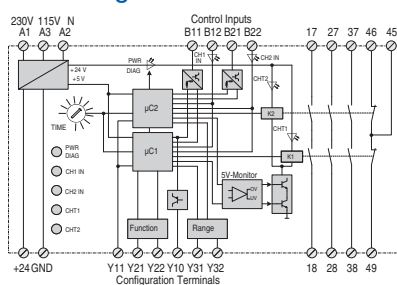 230V 115V N Control Inputs
A1 A3 A2 B11 B12 B21 B22 17 27 37 46 45
CH1 IN
CH2 IN
+24 V
+5 V
PWR
DIAG
CHT2
µC2
K2
TIME
CHT1
µC1
K1
PWR
DIAG
CH1 IN
5V-Monitor
CH2 IN
OV
UV
CHT1
CHT2
Function
Range
+24 GND Y11 Y21 Y22 Y10 Y31 Y32 18 28 38 49
Configuration Terminals